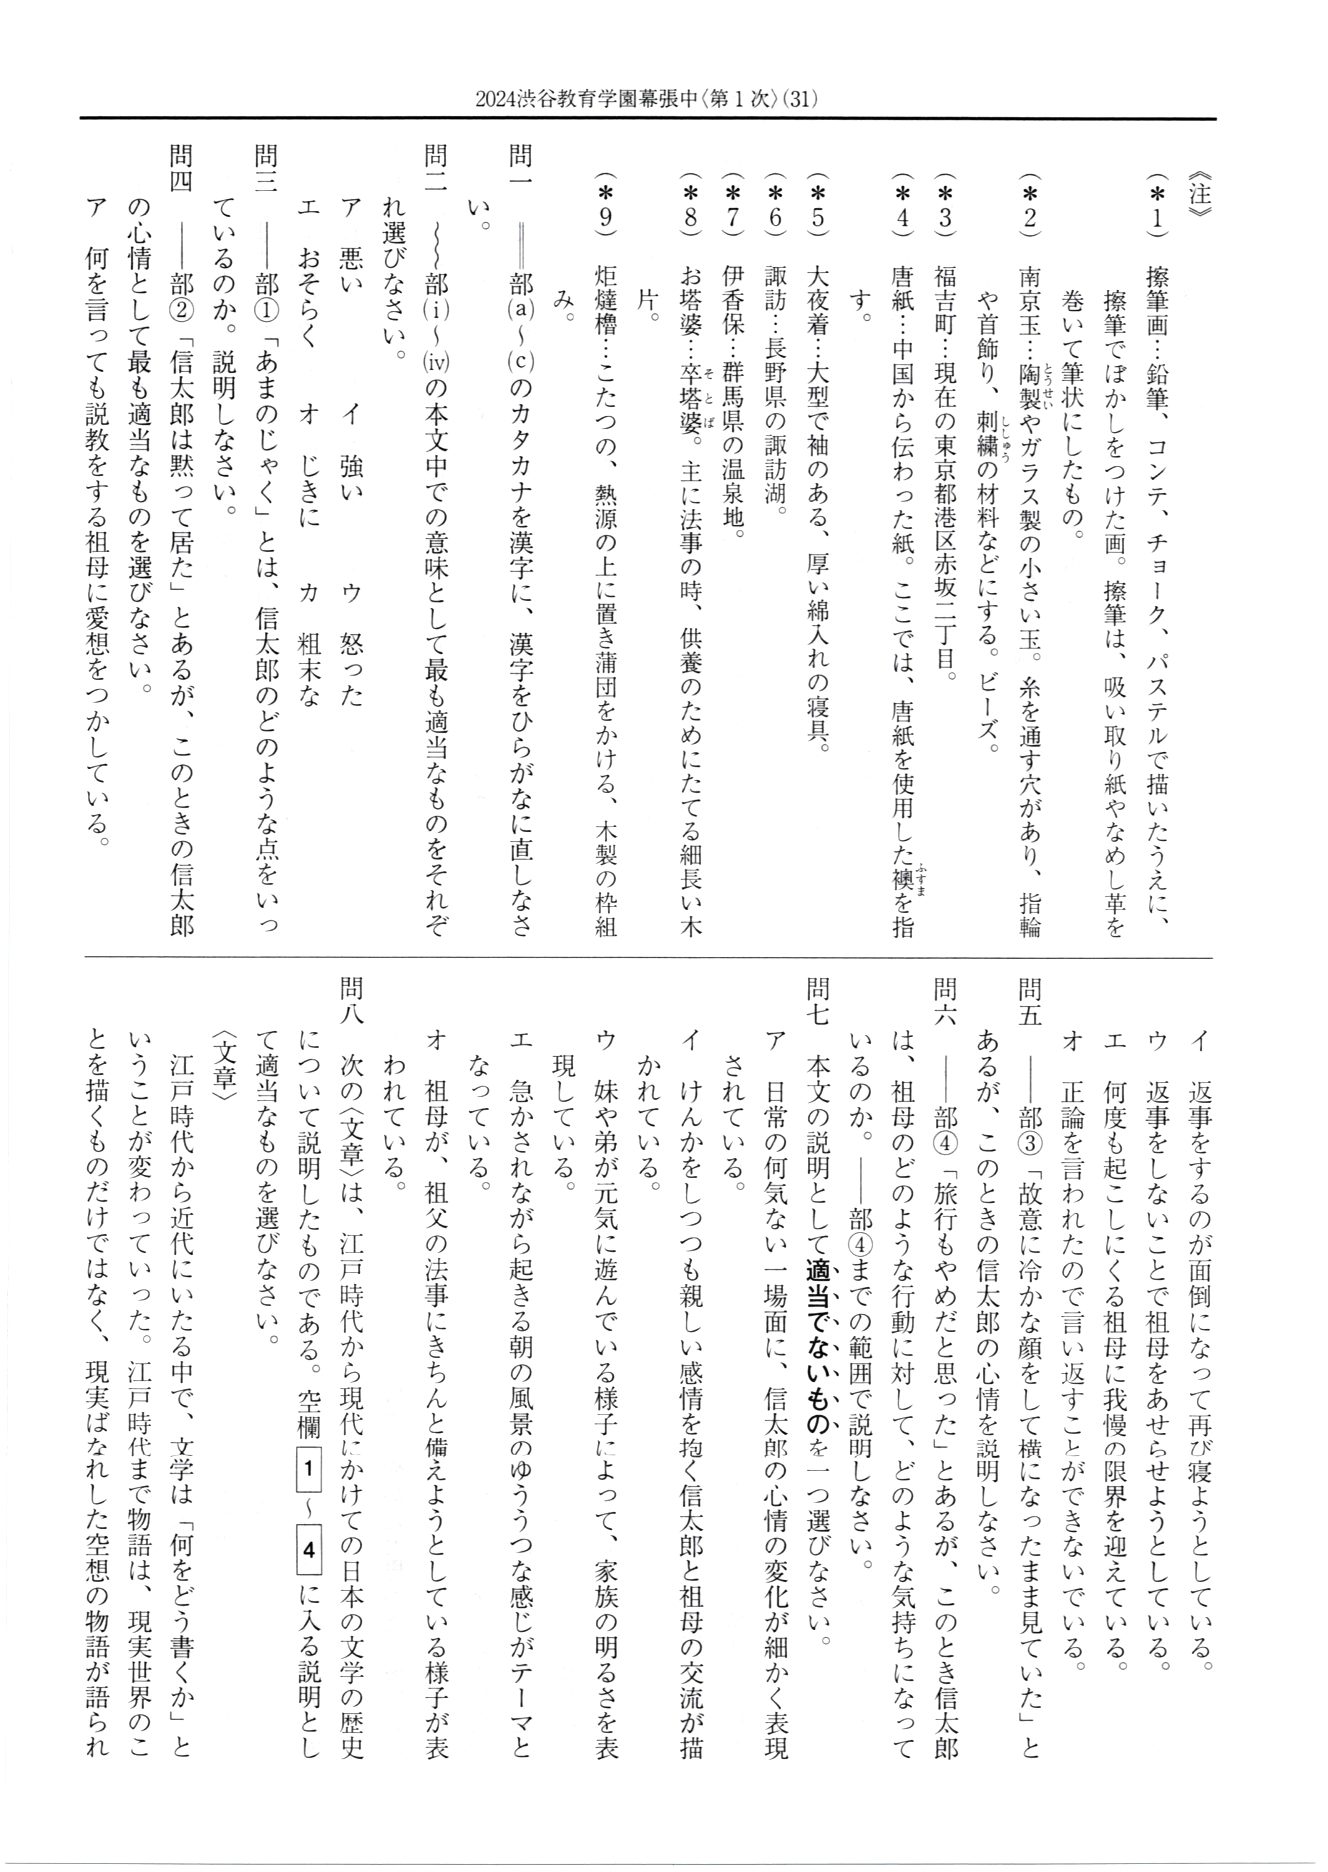 2024渋谷教育学園幕張中〈第1次〉(31)
《注》
(*1) 擦筆画…鉛筆、コンテ、チョーク、パステルで描いたうえに、
擦筆でぼかしをつけた画。擦筆は、吸い取り紙やなめし革を
巻いて筆状にしたもの。
(*2) 南京玉…陶製やガラス製の小さい玉。糸を通す穴があり、指輪
とうせい
や首飾り、刺繡の材料などにする。ビーズ。
ししゅう
(*3) 福吉町…現在の東京都港区赤坂二丁目。
(*4) 唐紙…中国から伝わった紙。ここでは、唐紙を使用した襖を指
ふすま
す。
(*5) 大夜着…大型で袖のある、厚い綿入れの寝具。
(*6) 諏訪…長野県の諏訪湖。
(*7) 伊香保…群馬県の温泉地。
(*8) お塔婆…卒塔婆。主に法事の時、供養のためにたてる細長い木
そとば
片。
(*9) 炬燵櫓…こたつの、熱源の上に置き蒲団をかける、木製の枠組
み。
問一 ══部(a)～(c)のカタカナを漢字に、漢字をひらがなに直しなさ
い。
問二 ～～部(i)～(iv)の本文中での意味として最も適当なものをそれぞ
れ選びなさい。
ア 悪い イ 強い ウ 怒った
エ おそらく オ じきに カ 粗末な
問三 ――部①「あまのじゃく」とは、信太郎のどのような点をいっ
ているのか。説明しなさい。
問四 ――部②「信太郎は黙って居た」とあるが、このときの信太郎
の心情として最も適当なものを選びなさい。
ア 何を言っても説教をする祖母に愛想をつかしている。
イ 返事をするのが面倒になって再び寝ようとしている。
ウ 返事をしないことで祖母をあせらせようとしている。
エ 何度も起こしにくる祖母に我慢の限界を迎えている。
オ 正論を言われたので言い返すことができないでいる。
問五 ――部③「故意に冷かな顔をして横になったまま見ていた」と
あるが、このときの信太郎の心情を説明しなさい。
問六 ――部④「旅行もやめだと思った」とあるが、このとき信太郎
は、祖母のどのような行動に対して、どのような気持ちになって
いるのか。――部④までの範囲で説明しなさい。
問七 本文の説明として適当でないものを一つ選びなさい。
ア 日常の何気ない一場面に、信太郎の心情の変化が細かく表現
されている。
イ けんかをしつつも親しい感情を抱く信太郎と祖母の交流が描
かれている。
ウ 妹や弟が元気に遊んでいる様子によって、家族の明るさを表
現している。
エ 急かされながら起きる朝の風景のゆううつな感じがテーマと
なっている。
オ 祖母が、祖父の法事にきちんと備えようとしている様子が表
われている。
問八 次の〈文章〉は、江戸時代から現代にかけての日本の文学の歴史
について説明したものである。空欄1～4に入る説明とし
て適当なものを選びなさい。
〈文章〉
江戸時代から近代にいたる中で、文学は「何をどう書くか」と
いうことが変わっていった。江戸時代まで物語は、現実世界のこ
とを描くものだけではなく、現実ばなれした空想の物語が語られ